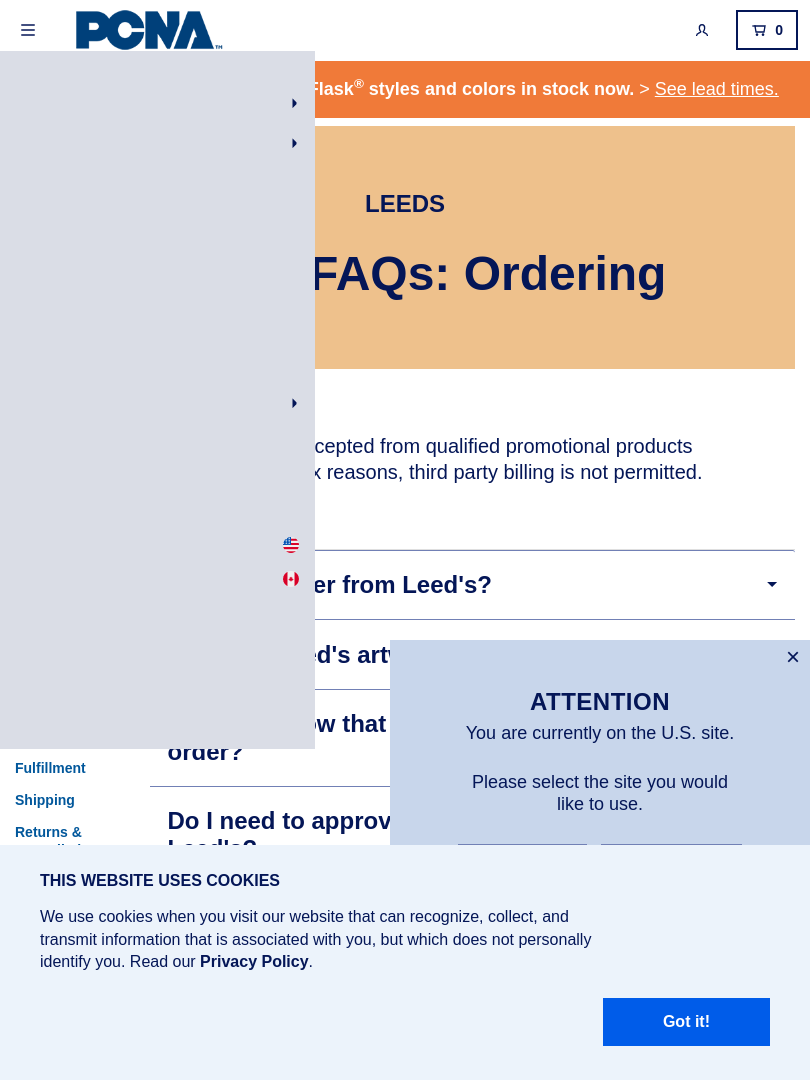 PCNA™
0
Flask® styles and colors in stock now. > See lead times.
LEEDS
FAQs: Ordering
cepted from qualified promotional products
x reasons, third party billing is not permitted.
er from Leed's?
ed's artw
ow that
order?
Do I need to approv
Fulfillment
Shipping
Returns &
×
ATTENTION
You are currently on the U.S. site.
Please select the site you would
like to use.
THIS WEBSITE USES COOKIES
We use cookies when you visit our website that can recognize, collect, and
transmit information that is associated with you, but which does not personally
identify you. Read our Privacy Policy.
Got it!